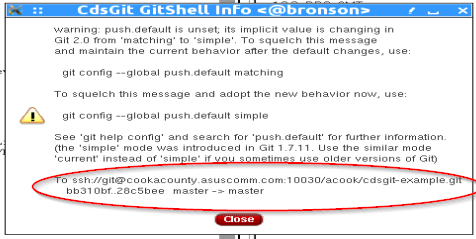 CdsGit GitShell Info <@bronson>
warning: push.default is unset; its implicit value is changing in
Git 2.0 from 'matching' to 'simple'. To squelch this message
and maintain the current behavior after the default changes, use:
git config --global push.default matching
To squelch this message and adopt the new behavior now, use:
git config --global push.default simple
See 'git help config' and search for 'push.default' for further information.
(the 'simple' mode was introduced in Git 1.7.11. Use the similar mode
'current' instead of 'simple' if you sometimes use older versions of Git)
To ssh://git@cookacounty.asuscomm.com:10030/acook/cdsgit-example.git
bb310bf..28c5bee master -> master
Close